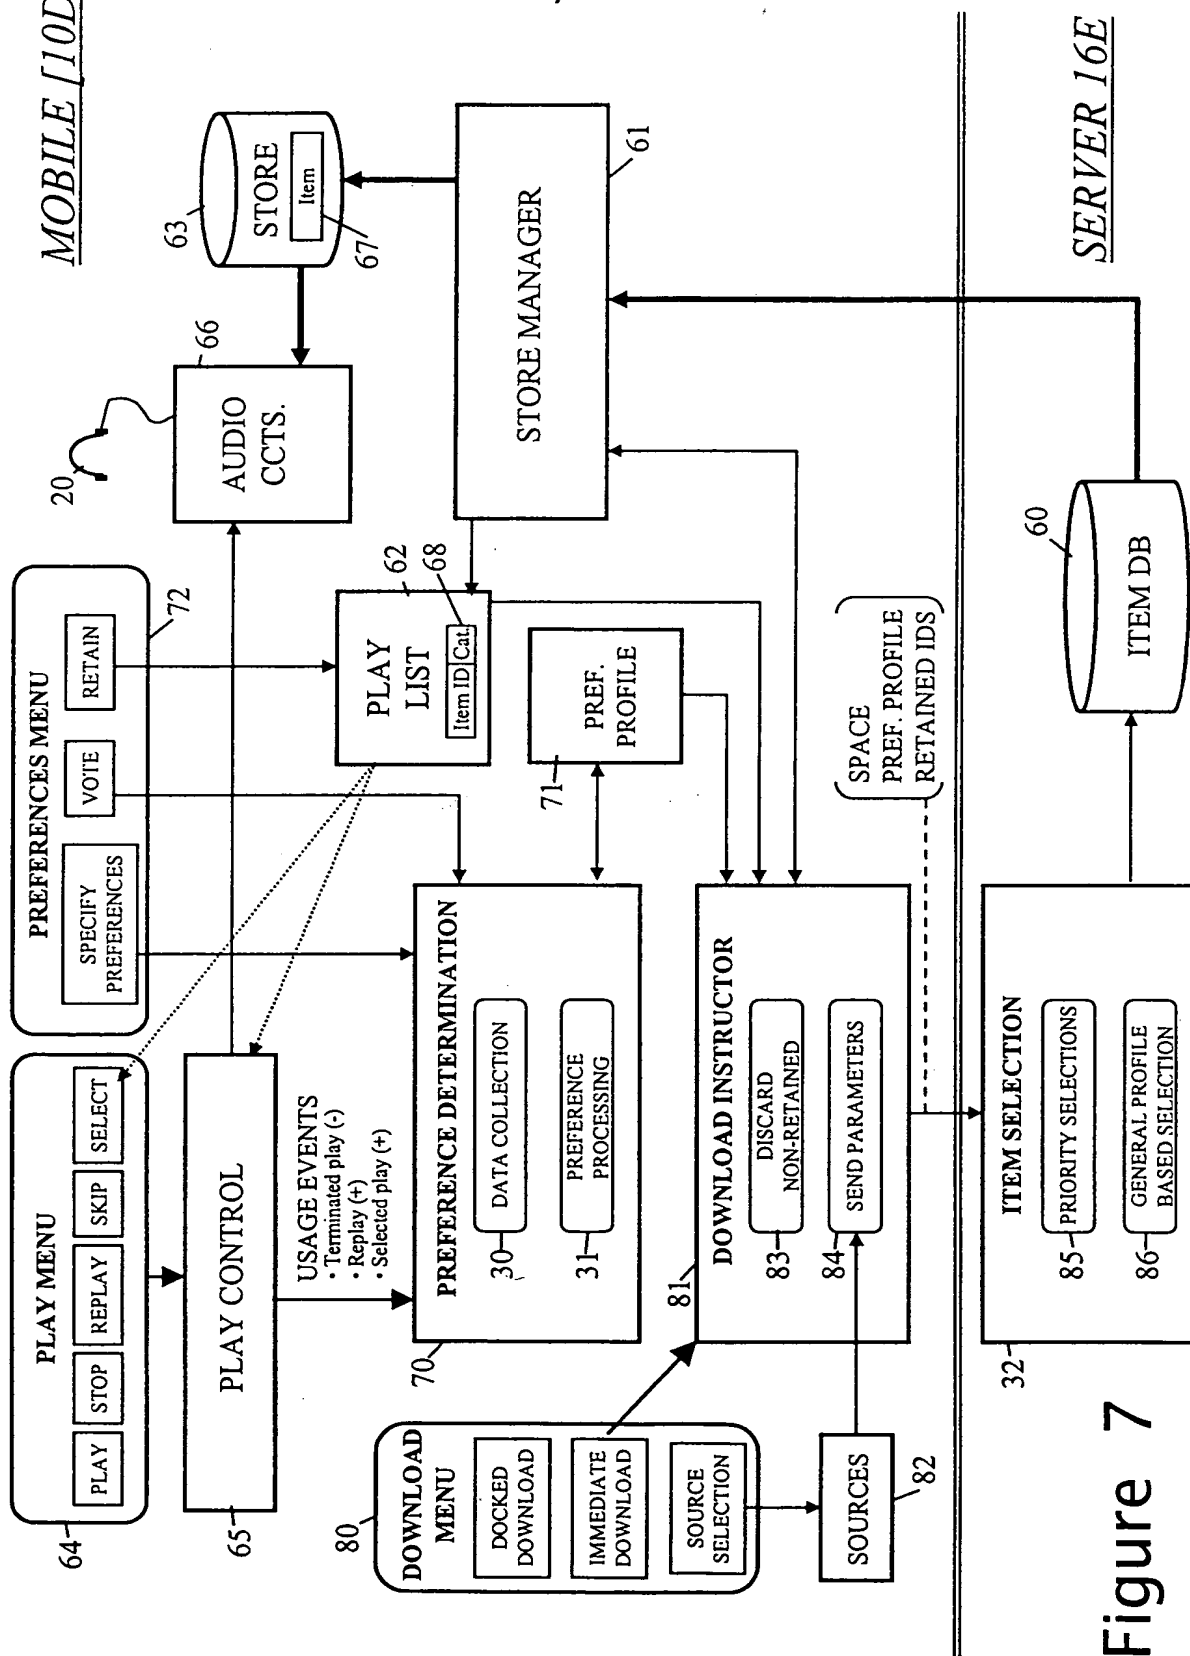 MOBILE [10D
PLAY MENU
PLAY
STOP
REPLAY
SKIP
SELECT
64
PREFERENCES MENU
SPECIFY
PREFERENCES
VOTE
RETAIN
72
20
PLAY CONTROL
65
AUDIO
CCTS.
66
63
STORE
Item
67
USAGE EVENTS
• Terminated play (-)
• Replay (+)
• Selected play (+)
PLAY
LIST
62
Item ID
Cat.
68
DOWNLOAD
MENU
80
DOCKED
DOWNLOAD
IMMEDIATE
DOWNLOAD
SOURCE
SELECTION
70
PREFERENCE DETERMINATION
DATA COLLECTION
30
PREFERENCE
PROCESSING
31
PREF.
PROFILE
71
STORE MANAGER
61
81
DOWNLOAD INSTRUCTOR
DISCARD
NON-RETAINED
83
SEND PARAMETERS
84
SOURCES
82
SPACE
PREF. PROFILE
RETAINED IDS
SERVER 16E
32
ITEM SELECTION
PRIORITY SELECTIONS
85
GENERAL PROFILE
BASED SELECTION
86
60
ITEM DB
Figure 7